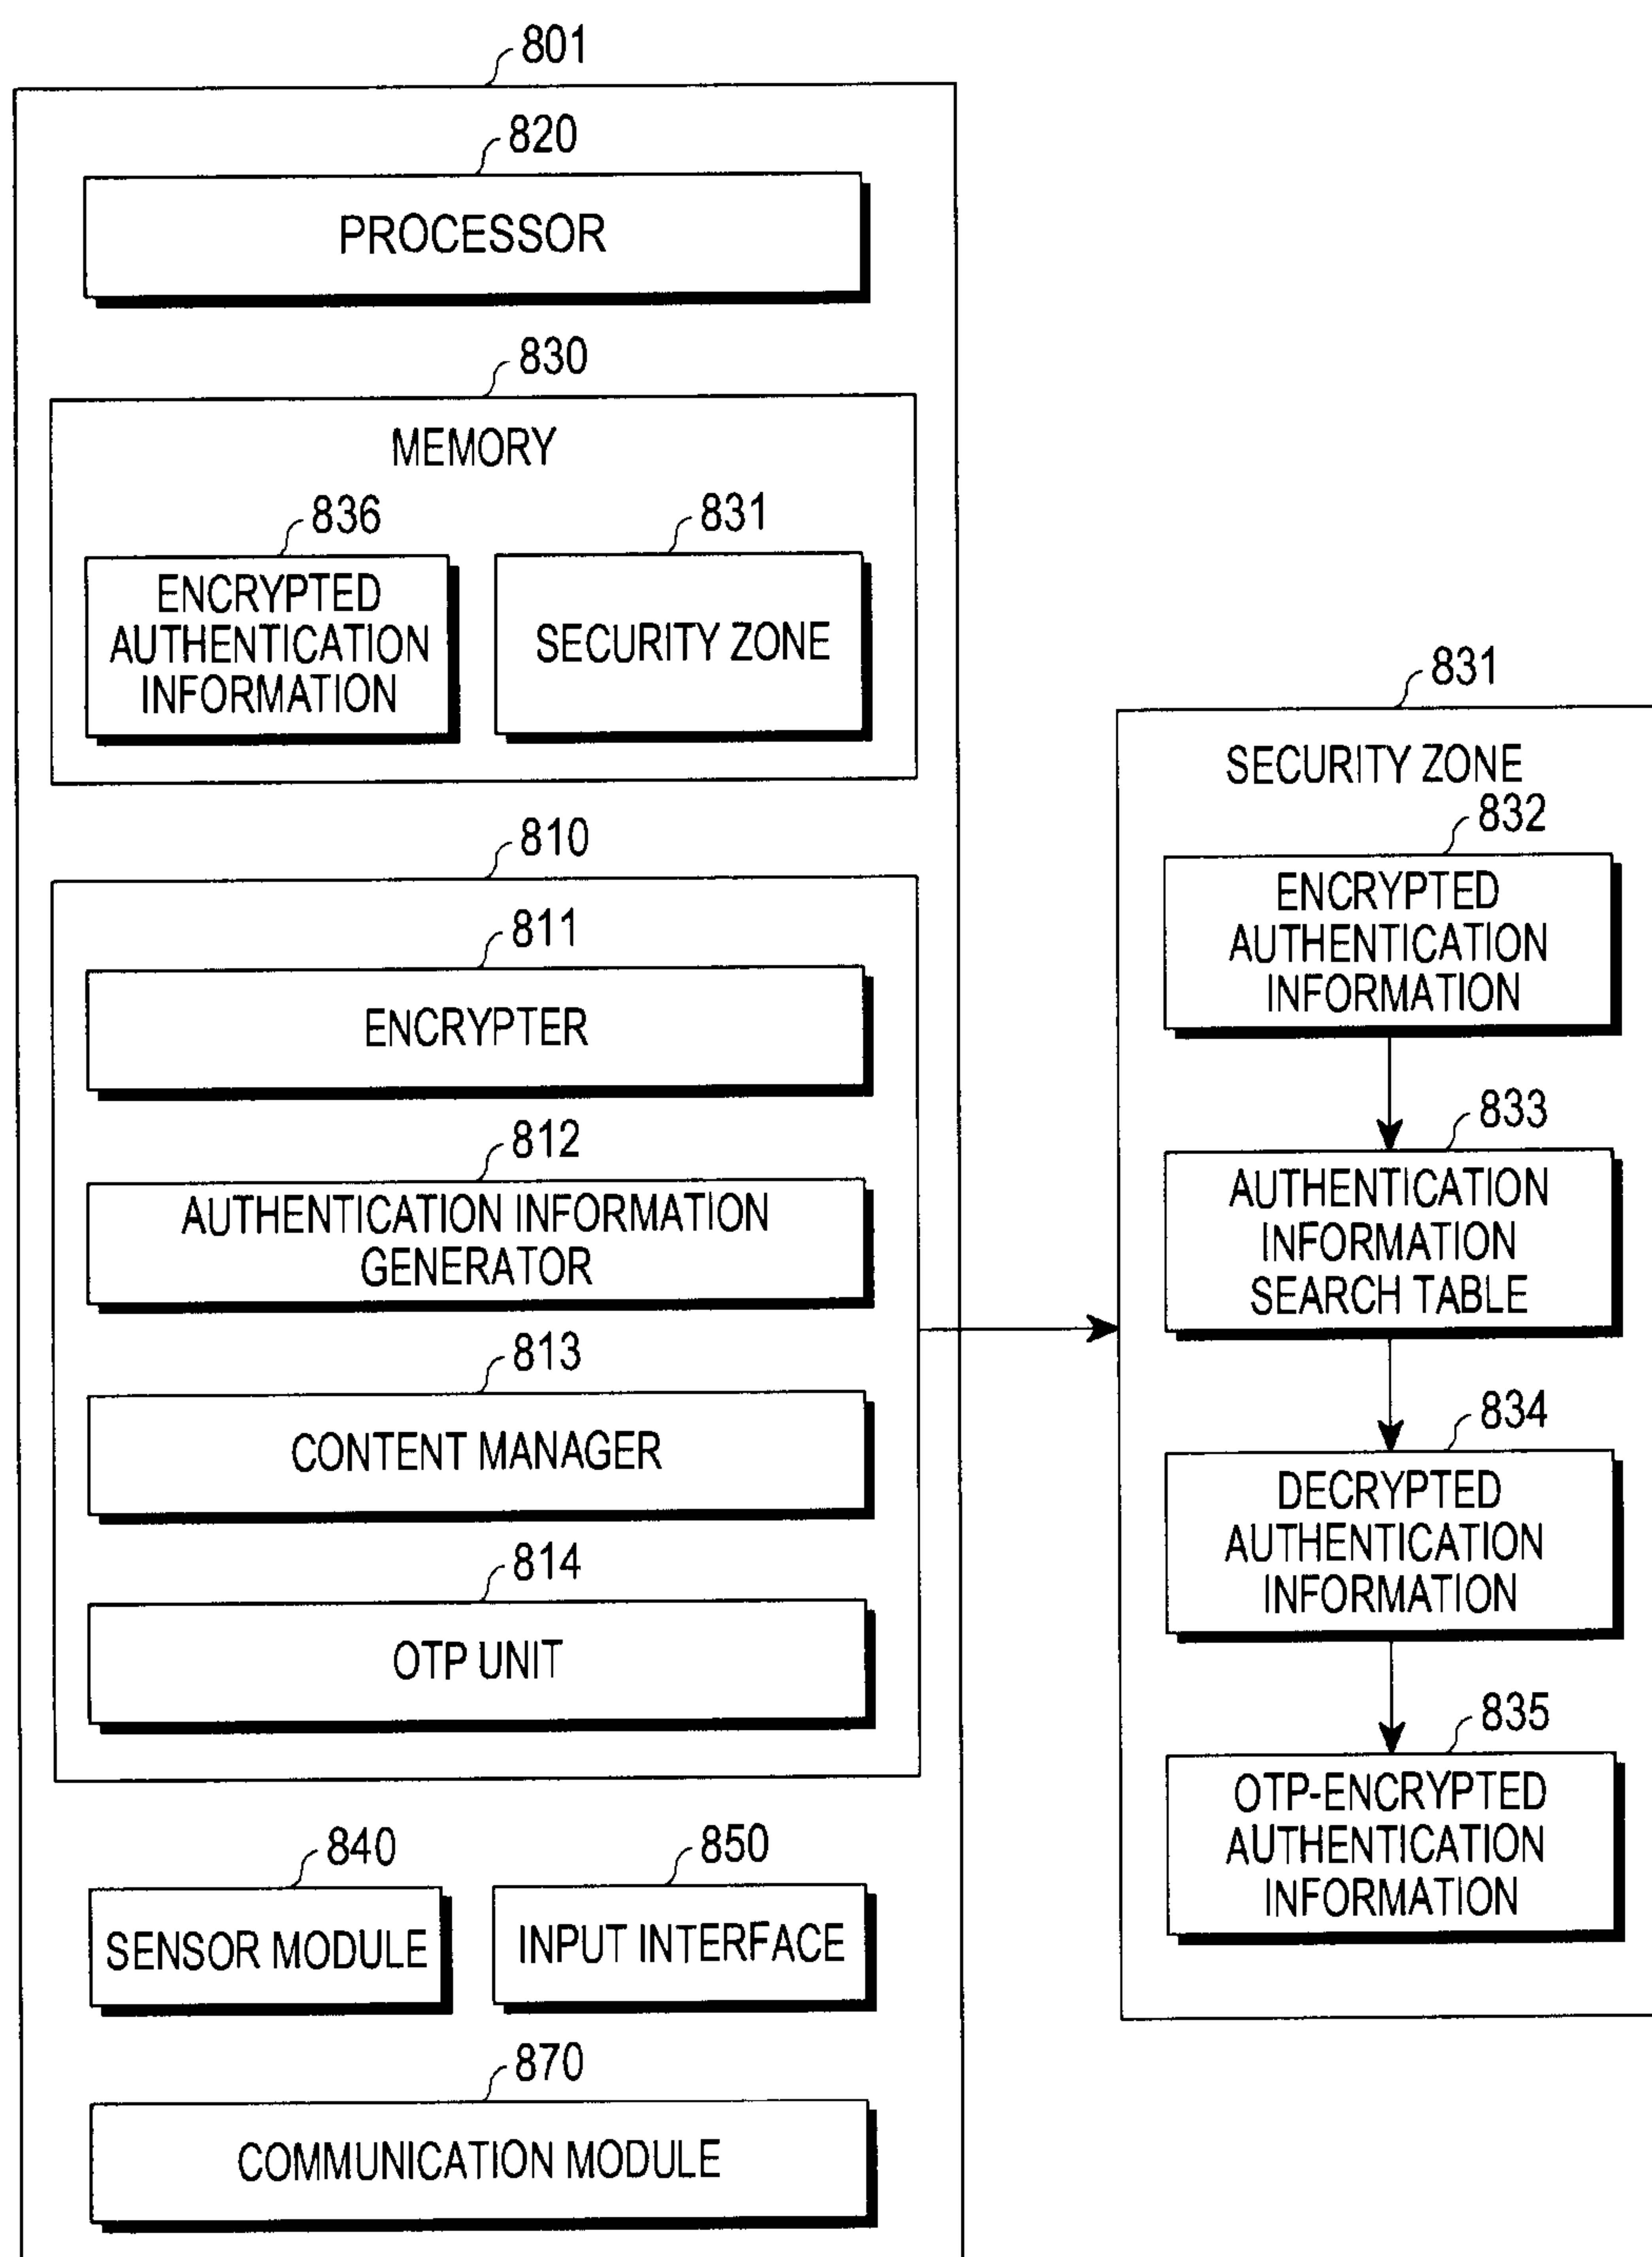 801
820
PROCESSOR
830
MEMORY
836
ENCRYPTED
AUTHENTICATION
INFORMATION
831
SECURITY ZONE
810
811
ENCRYPTER
812
AUTHENTICATION INFORMATION
GENERATOR
813
CONTENT MANAGER
814
OTP UNIT
840
SENSOR MODULE
850
INPUT INTERFACE
870
COMMUNICATION MODULE
831
SECURITY ZONE
832
ENCRYPTED
AUTHENTICATION
INFORMATION
833
AUTHENTICATION
INFORMATION
SEARCH TABLE
834
DECRYPTED
AUTHENTICATION
INFORMATION
835
OTP-ENCRYPTED
AUTHENTICATION
INFORMATION